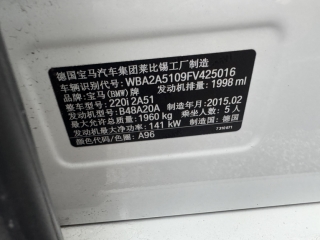 德国宝马汽车集团莱比锡工厂制造
车辆识别代号: WBA2A5109FV425016
品牌: 宝马(BMW)牌 发动机排量: 1998 ml
整车型号: 220i 2A51
发动机型号: B48A20A 制造年月: 2015.02
最大允许总质量: 1960 kg 乘坐人数: 5 人
发动机最大净功率: 141 kW 制造国: 德国
颜色代码/色圈: A96